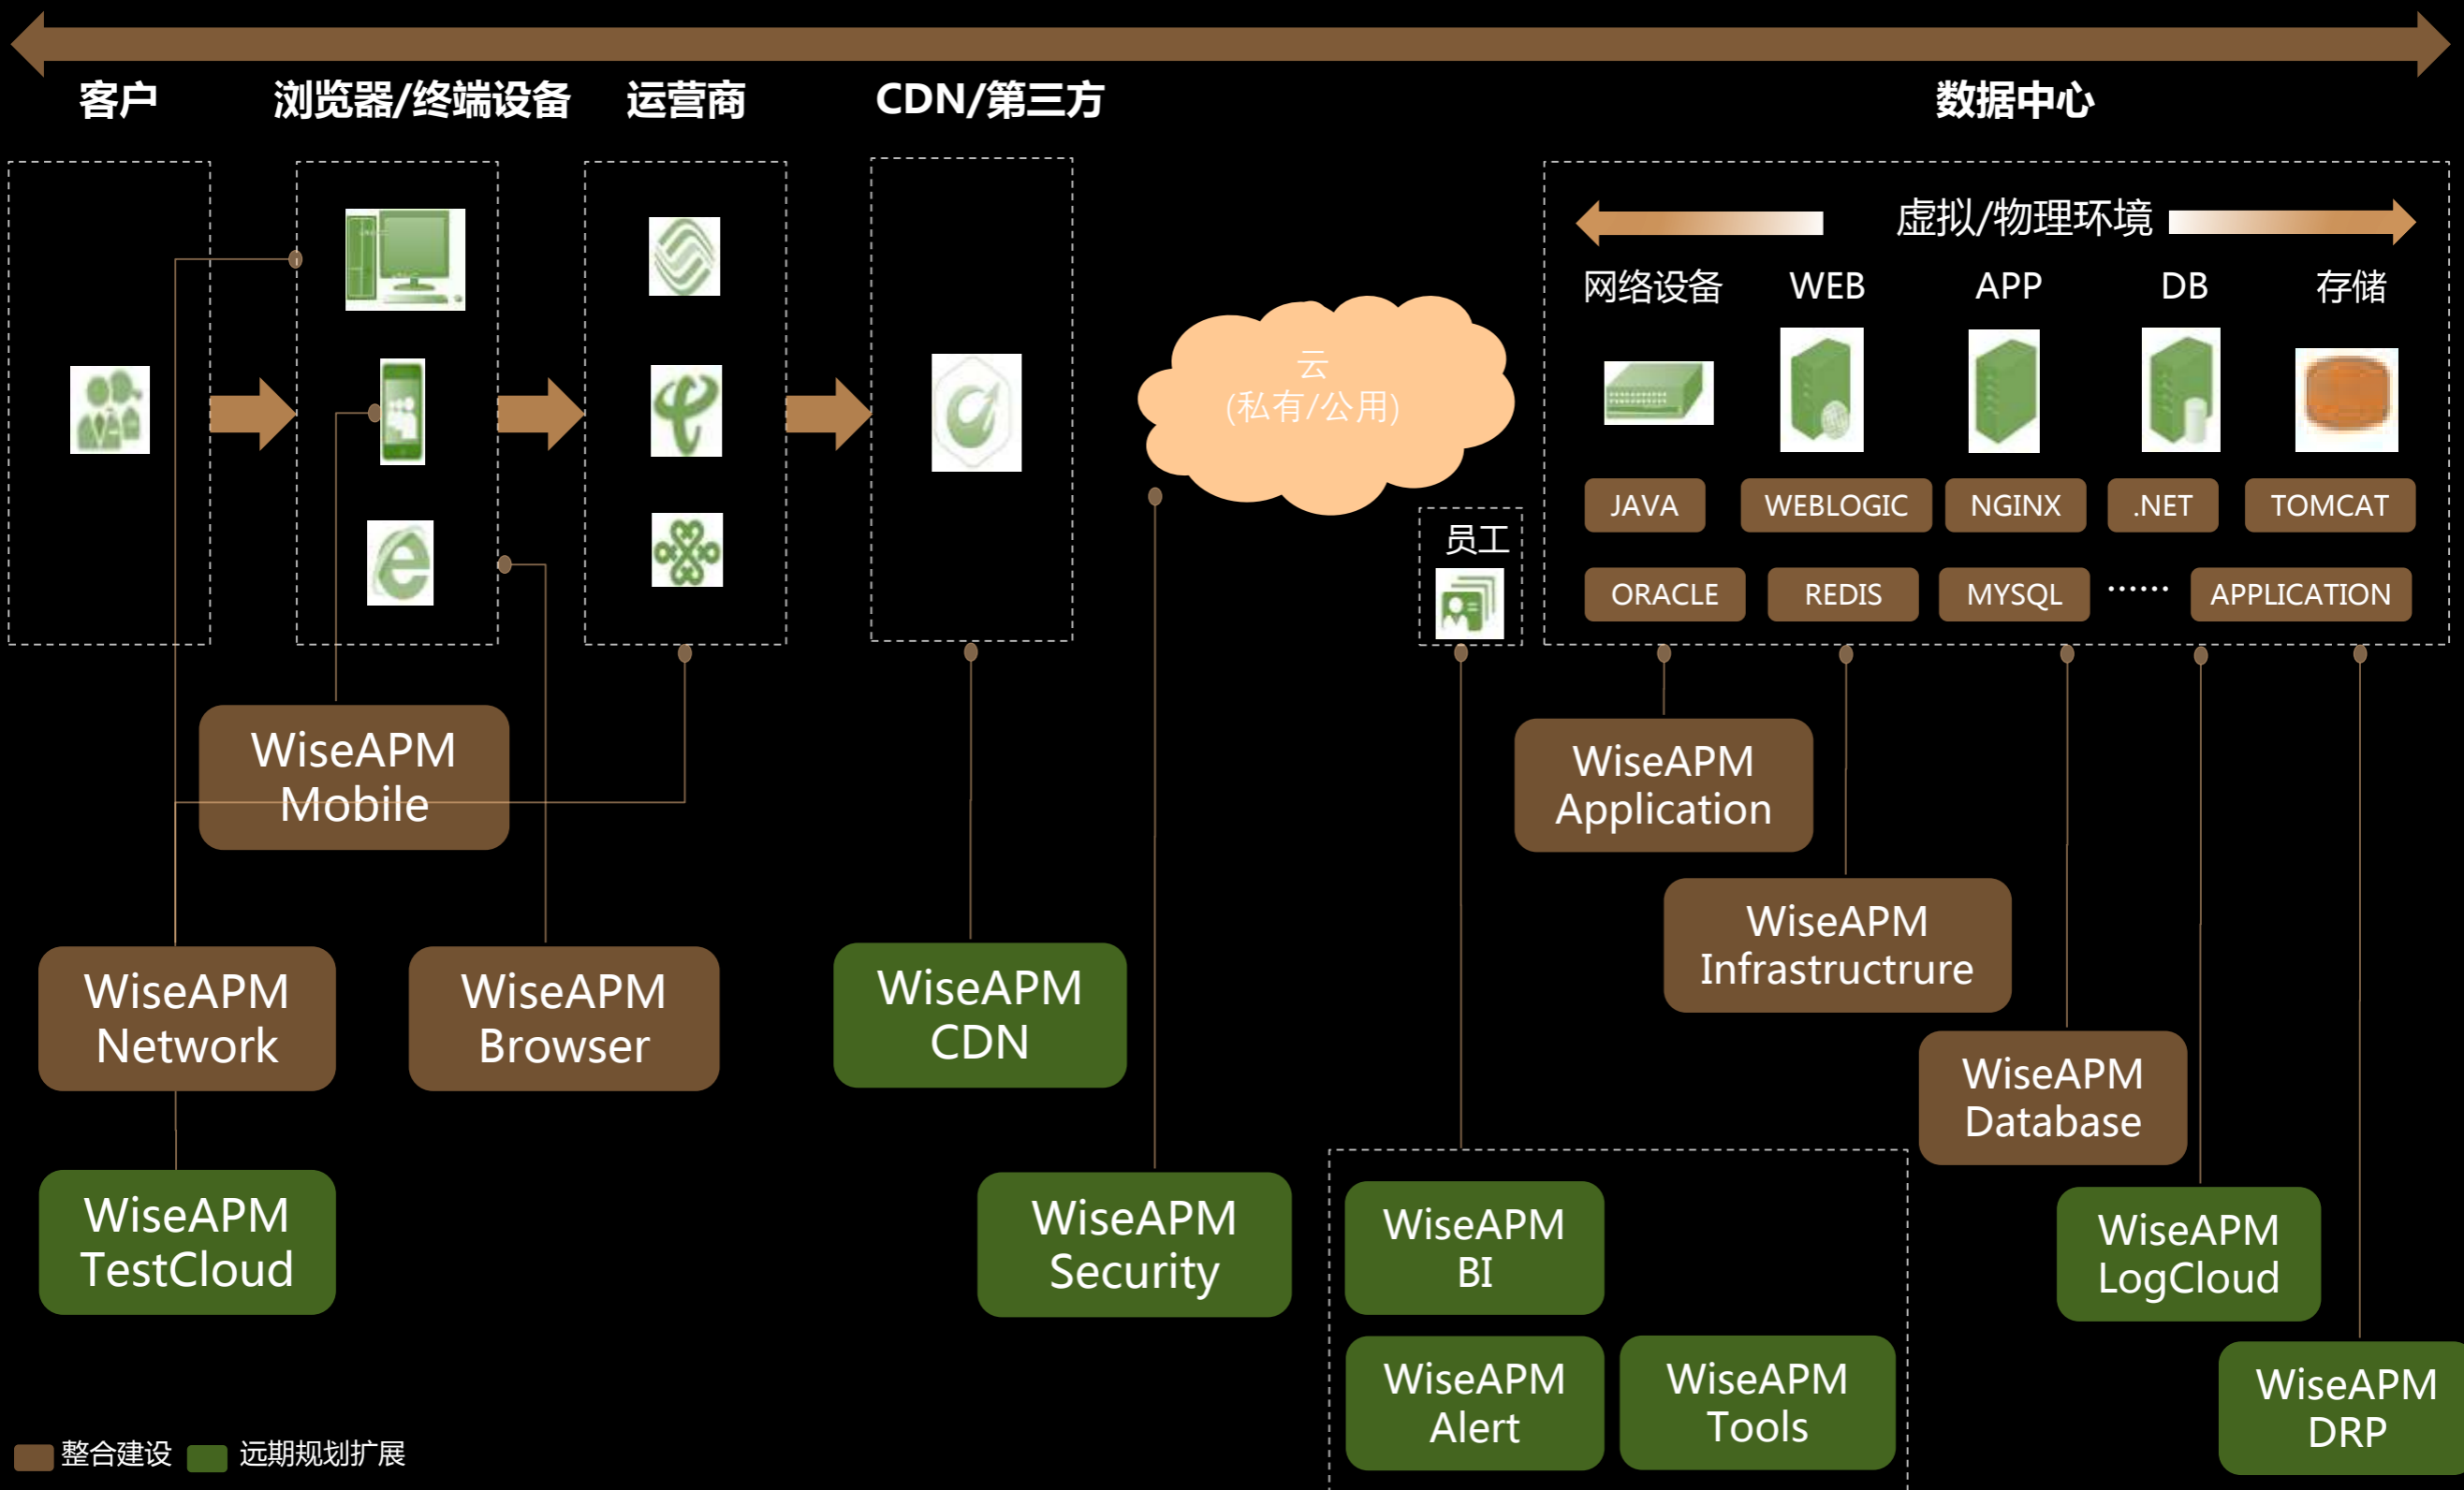 客户
浏览器/终端设备
运营商
CDN/第三方
数据中心
虚拟/物理环境
网络设备
WEB
APP
DB
存储
云
(私有/公用)
JAVA
WEBLOGIC
NGINX
.NET
TOMCAT
员工
ORACLE
REDIS
MYSQL
……
APPLICATION
WiseAPM
Mobile
WiseAPM
Application
WiseAPM
Infrastructrure
WiseAPM
Network
WiseAPM
Browser
WiseAPM
CDN
WiseAPM
Database
WiseAPM
TestCloud
WiseAPM
Security
WiseAPM
BI
WiseAPM
LogCloud
WiseAPM
Alert
WiseAPM
Tools
WiseAPM
DRP
整合建设
远期规划扩展